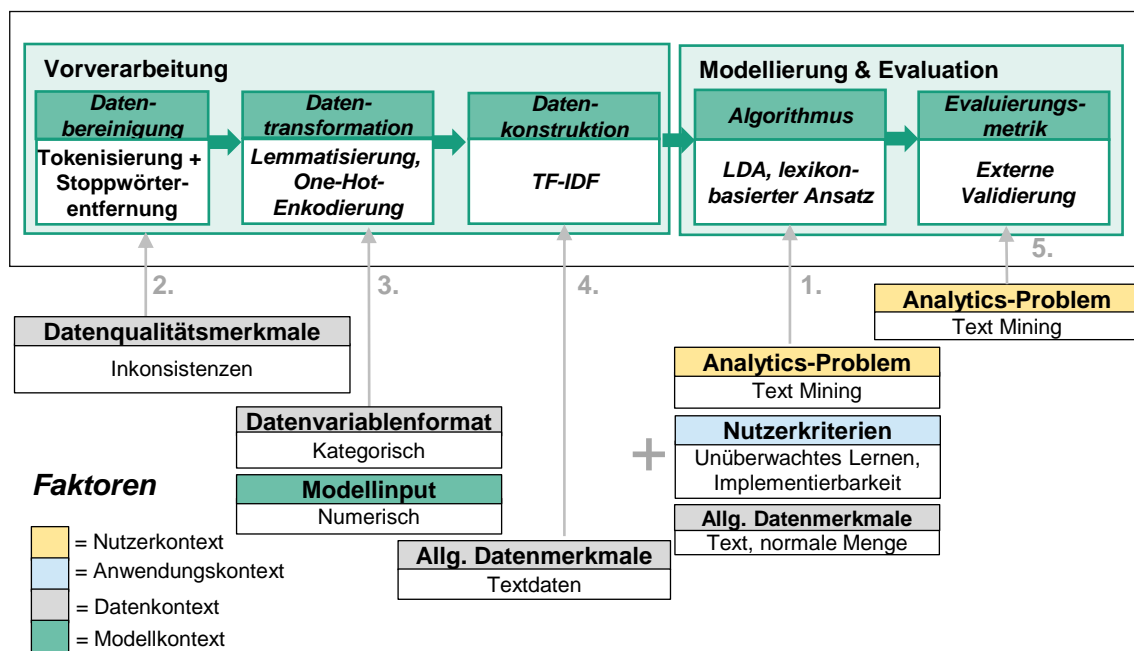 Vorverarbeitung
Daten-
bereinigung
Tokenisierung +
Stoppwörter-
entfernung
Daten-
transformation
Lemmatisierung,
One-Hot-
Enkodierung
Daten-
konstruktion
TF-IDF
Modellierung & Evaluation
Algorithmus
LDA, lexikon-
basierter Ansatz
Evaluierungs-
metrik
Externe
Validierung
2.
3.
4.
1.
5.
Datenqualitätsmerkmale
Inkonsistenzen
Datenvariablenformat
Kategorisch
Modellinput
Numerisch
Allg. Datenmerkmale
Textdaten
+
Analytics-Problem
Text Mining
Nutzerkriterien
Unüberwachtes Lernen,
Implementierbarkeit
Allg. Datenmerkmale
Text, normale Menge
Analytics-Problem
Text Mining
Faktoren
= Nutzerkontext
= Anwendungskontext
= Datenkontext
= Modellkontext